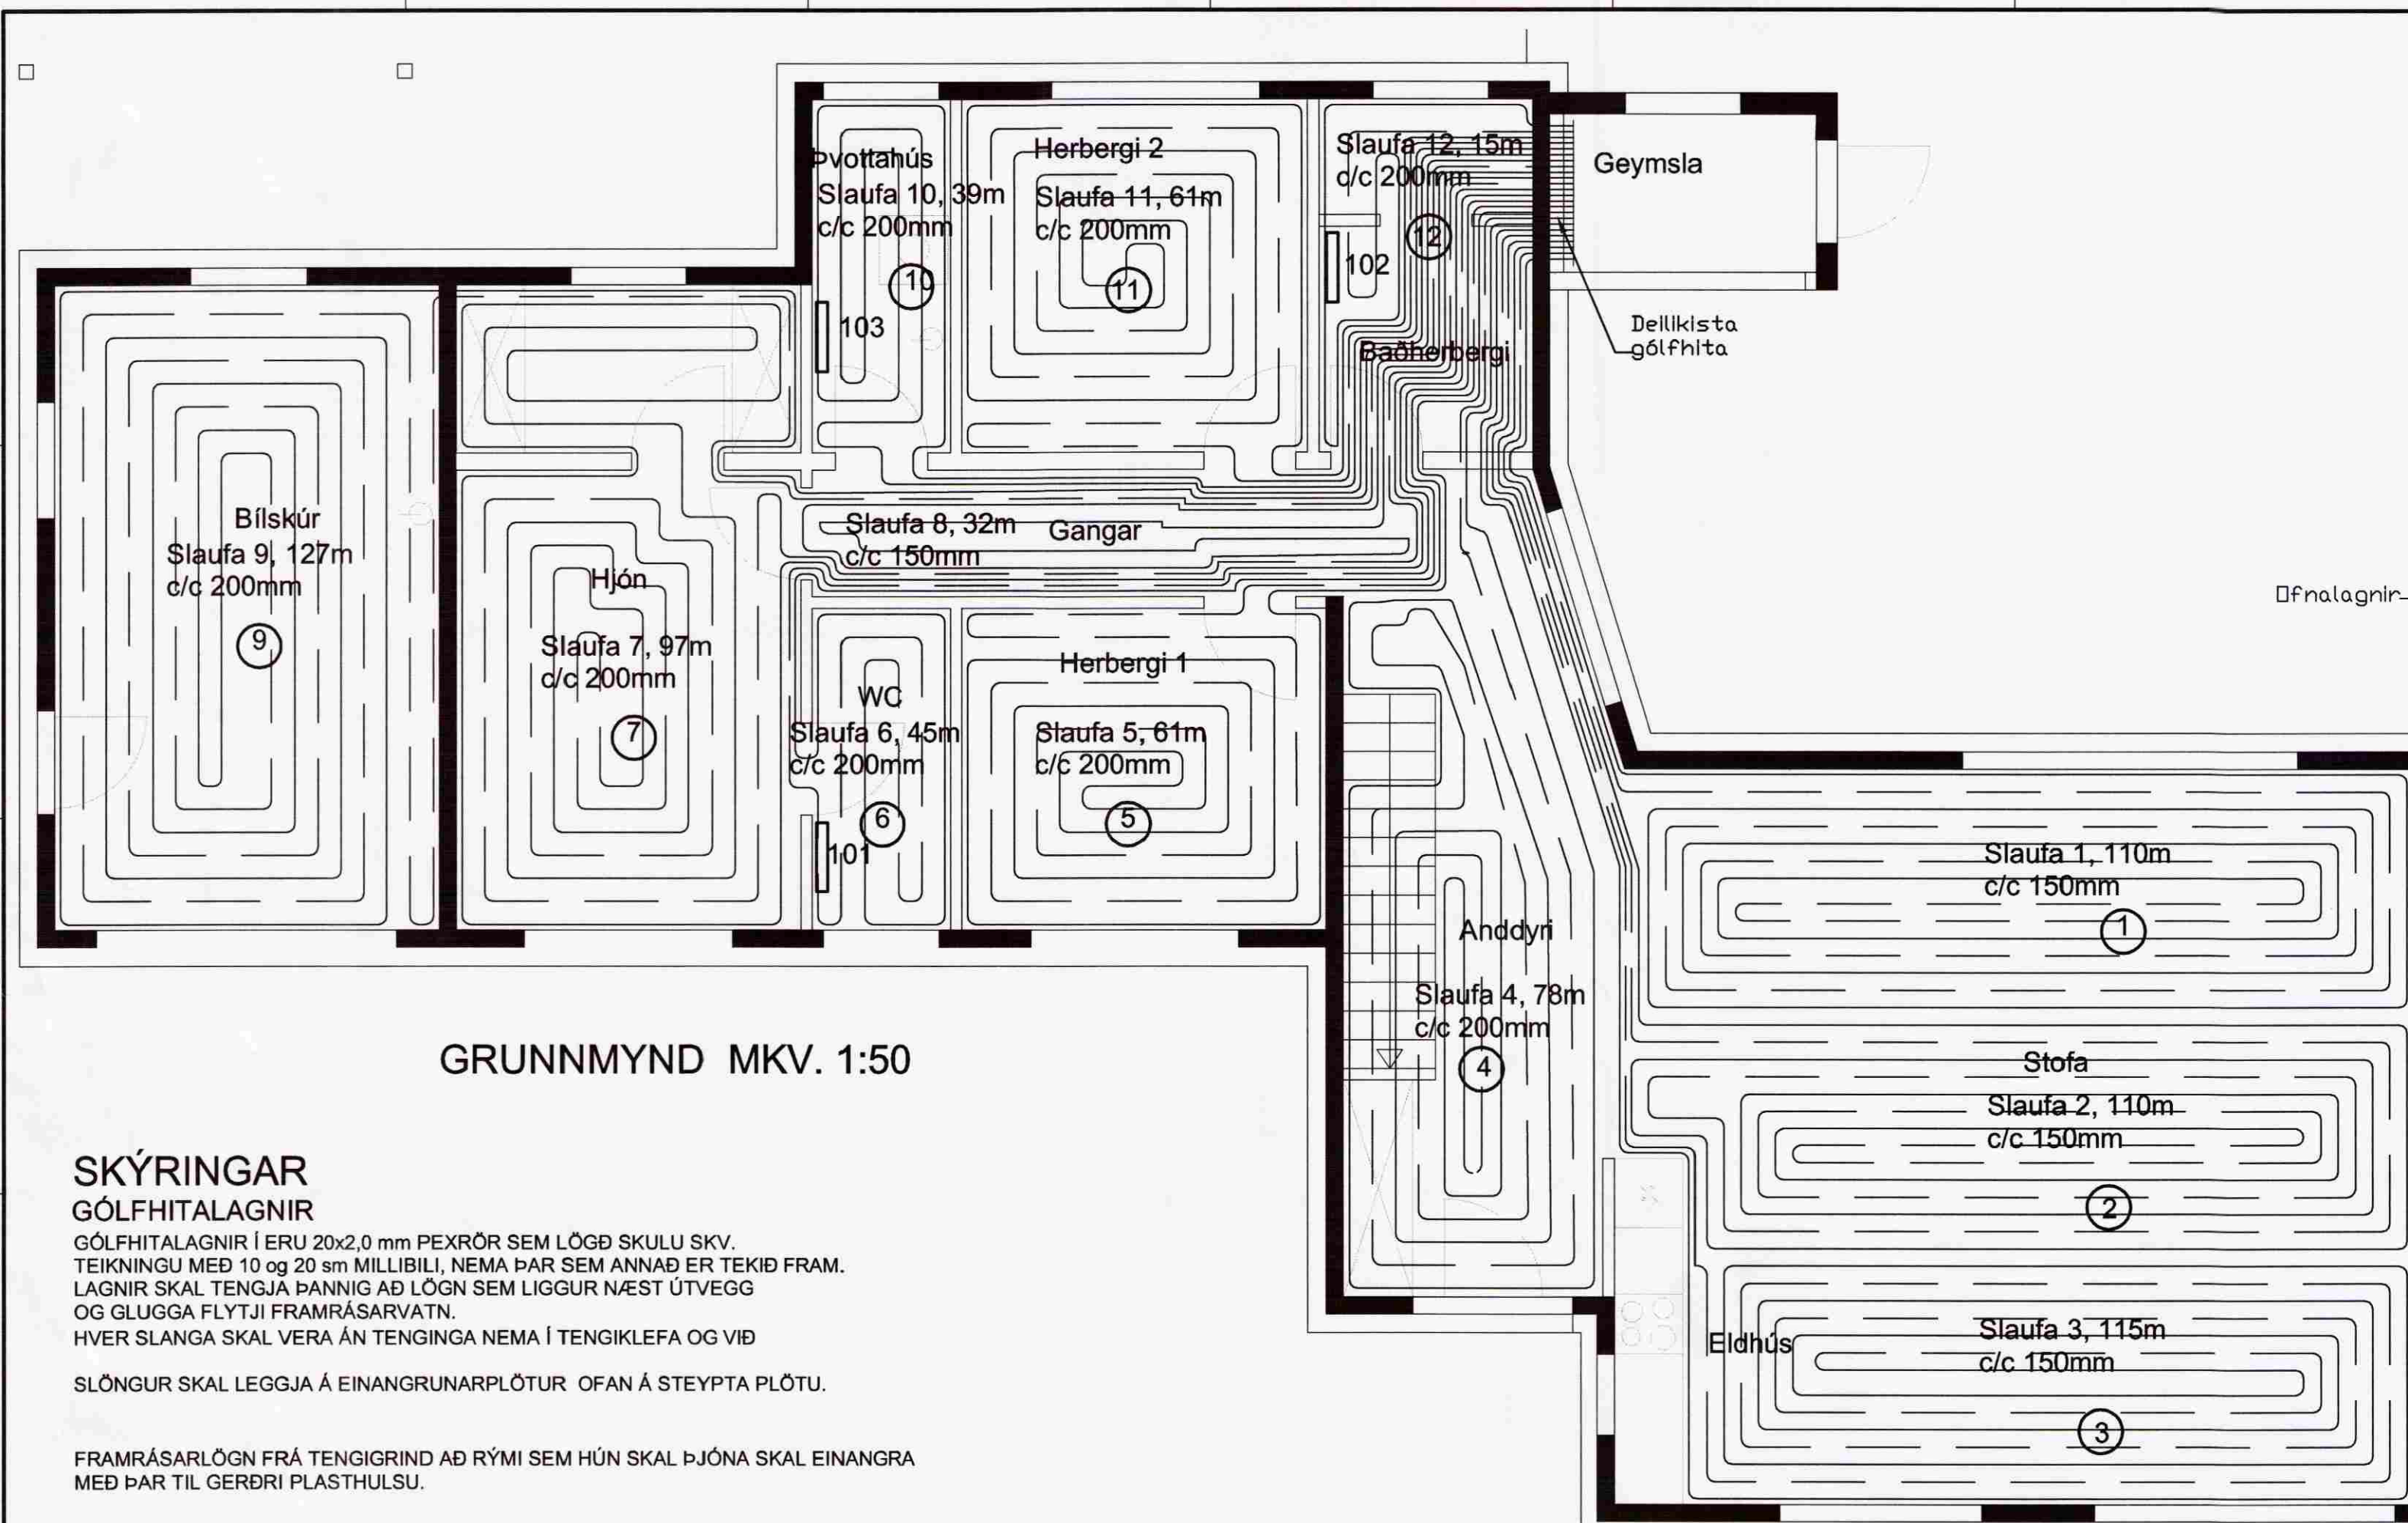 Þvottahús
Slaufa 10, 39m
c/c 200mm
10
103
Herbergi 2
Slaufa 11, 61m
c/c 200mm
11
Slaufa 12, 15m
c/c 200mm
12
102
Baðherbergi
Geymsla
Deilikista
gólfhita
Ofnalagnir
Bílskúr
Slaufa 9, 127m
c/c 200mm
9
Hjón
Slaufa 7, 97m
c/c 200mm
7
Slaufa 8, 32m
c/c 150mm
Gangar
WC
Slaufa 6, 45m
c/c 200mm
6
101
Herbergi 1
Slaufa 5, 61m
c/c 200mm
5
Anddyri
Slaufa 4, 78m
c/c 200mm
4
Slaufa 1, 110m
c/c 150mm
1
Stofa
Slaufa 2, 110m
c/c 150mm
2
Eldhús
Slaufa 3, 115m
c/c 150mm
3
GRUNNMYND MKV. 1:50
SKÝRINGAR
GÓLFHITALAGNIR
GÓLFHITALAGNIR Í ERU 20x2,0 mm PEXRÖR SEM LÖGÐ SKULU SKV.
TEIKNINGU MEÐ 10 og 20 sm MILLIBILI, NEMA ÞAR SEM ANNAÐ ER TEKIÐ FRAM.
LAGNIR SKAL TENGJA ÞANNIG AÐ LÖGN SEM LIGGUR NÆST ÚTVEGG
OG GLUGGA FLYTJI FRAMRÁSARVATN.
HVER SLANGA SKAL VERA ÁN TENGINGA NEMA Í TENGIKLEFA OG VIÐ
SLÖNGUR SKAL LEGGJA Á EINANGRUNARPLÖTUR OFAN Á STEYPTA PLÖTU.
FRAMRÁSARLÖGN FRÁ TENGIGRIND AÐ RÝMI SEM HÚN SKAL ÞJÓNA SKAL EINANGRA
MEÐ ÞAR TIL GERÐRI PLASTHULSU.